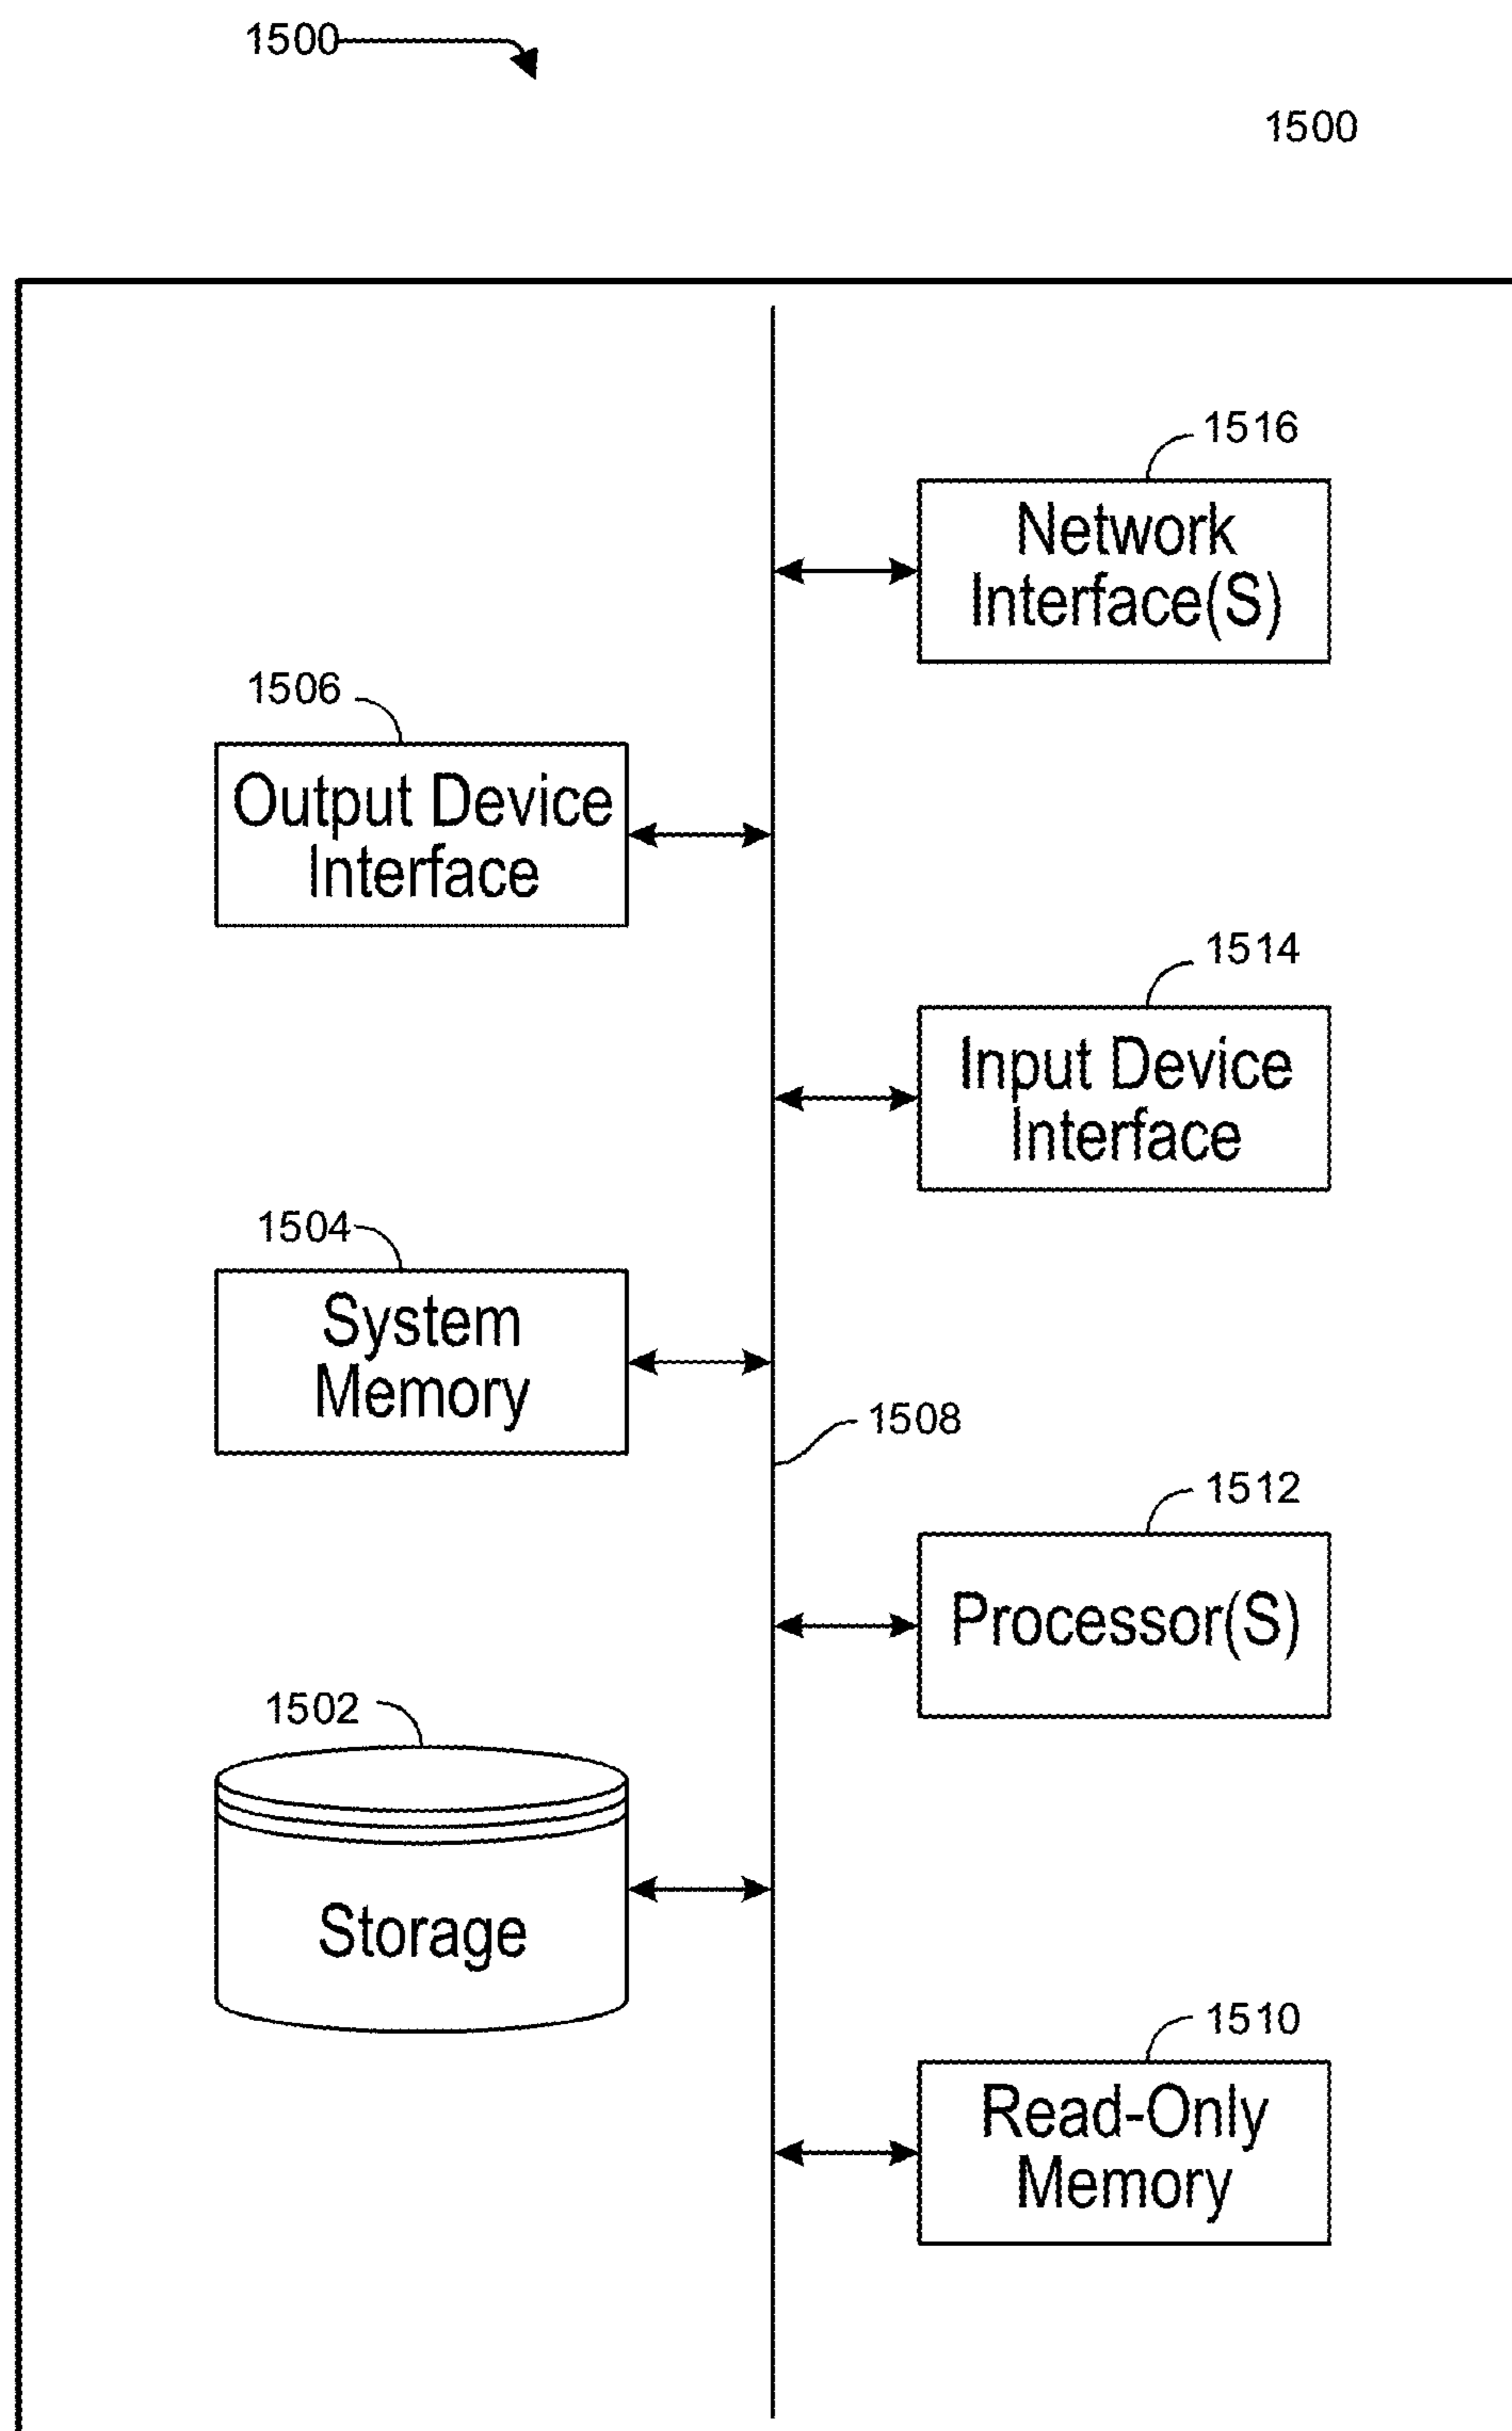 1500
1500
1516
Network
Interface(S)
1506
Output Device
Interface
1514
Input Device
Interface
1504
System
Memory
1508
1512
Processor(S)
1502
Storage
1510
Read-Only
Memory